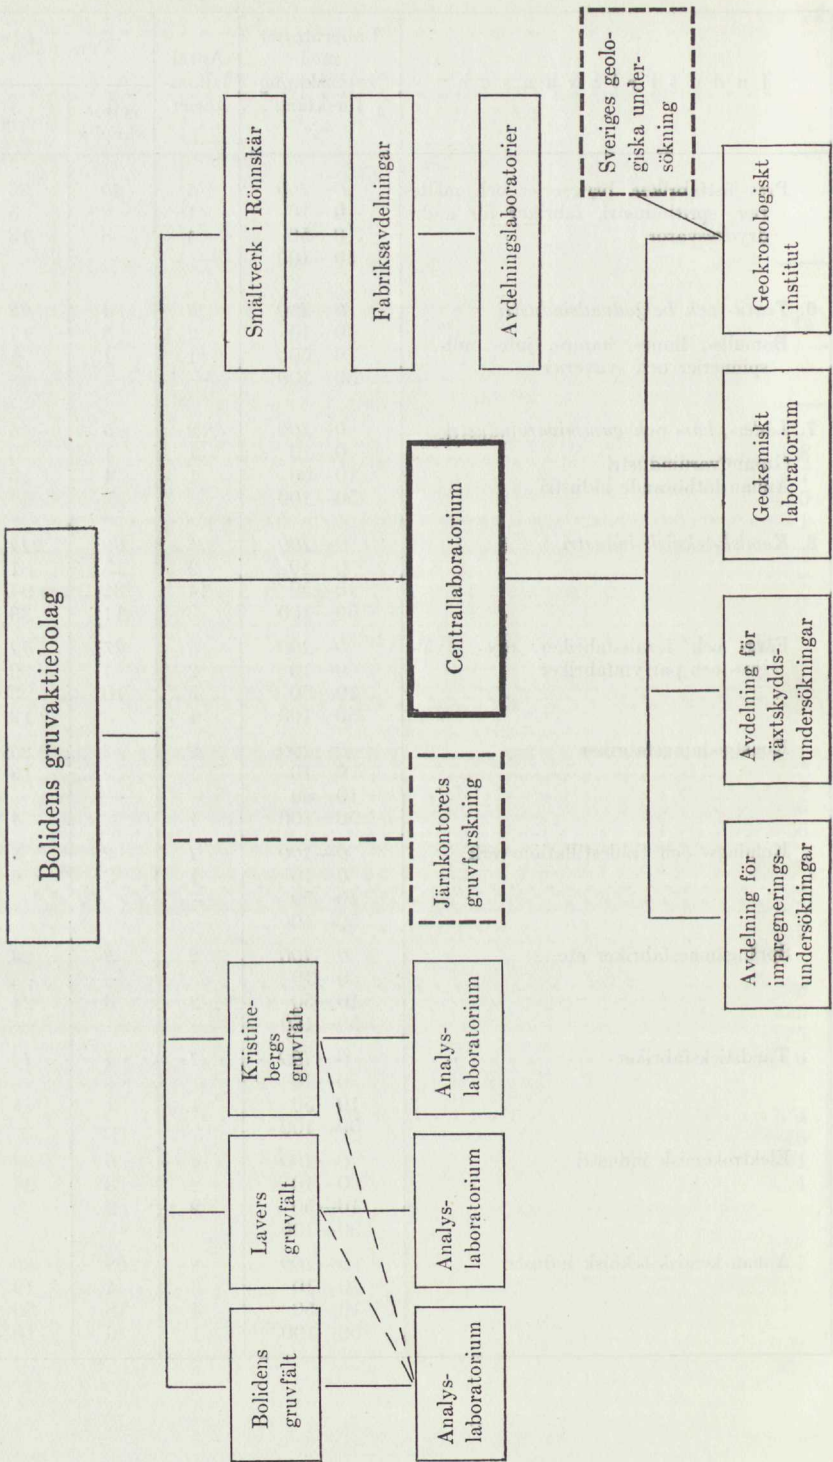 Bolidens gruvaktiebolag
Bolidens
gruvfält
Lavers
gruvfält
Kristine-
bergs
gruvfält
Smältverk i Rönnskär
Analys-
laboratorium
Analys-
laboratorium
Analys-
laboratorium
Järnkontorets
gruvforskning
Centrallaboratorium
Fabriksavdelningar
Avdelningslaboratorier
Sveriges geolo-
giska under-
sökning
Avdelning för
impregnerings-
undersökningar
Avdelning för
växtskydds-
undersökningar
Geokemiskt
laboratorium
Geokronologiskt
institut